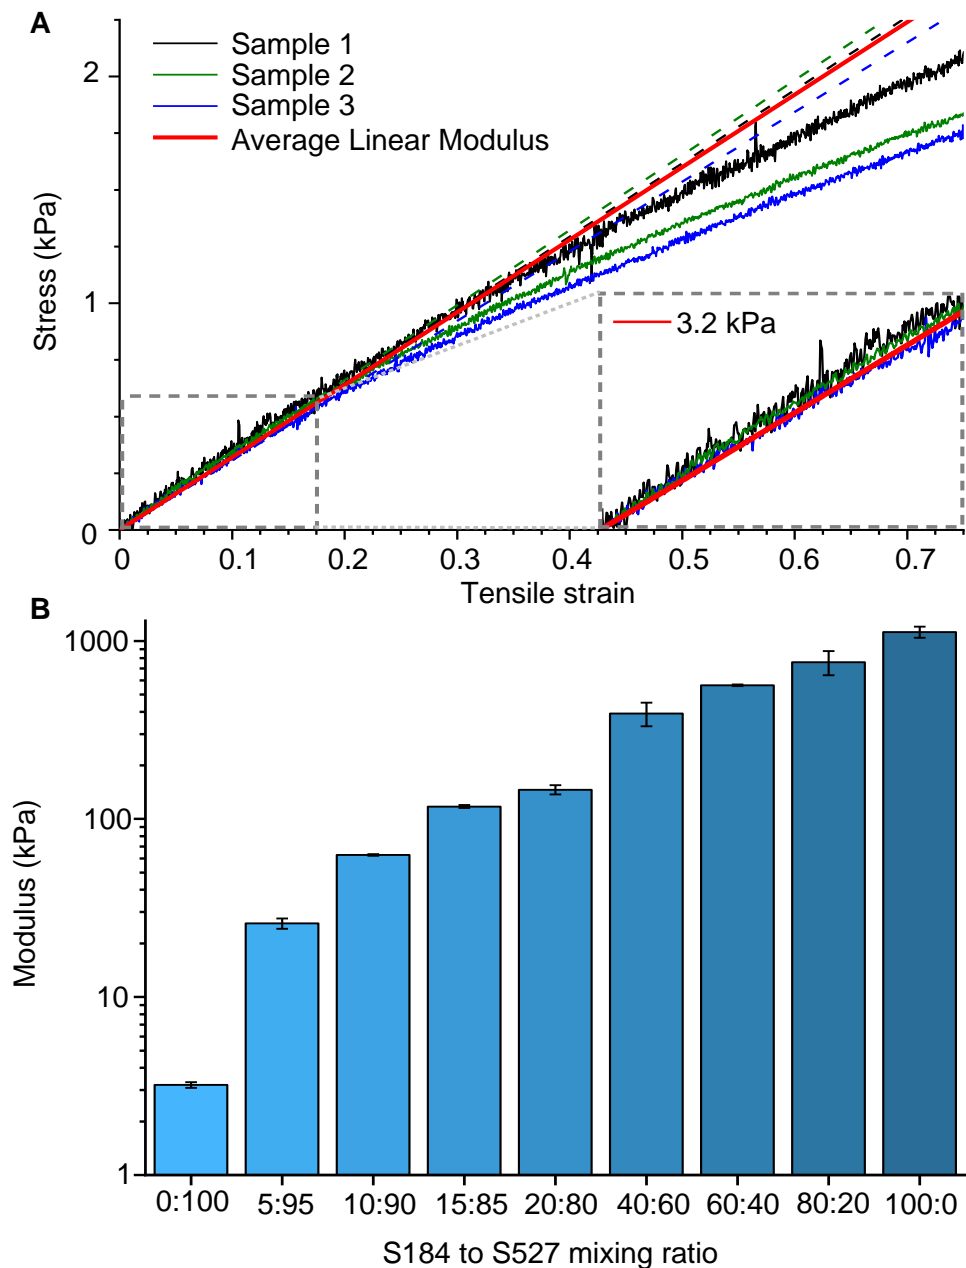 A
Sample 1
Sample 2
Sample 3
Average Linear Modulus
2
1
0
Stress (kPa)
3.2 kPa
0 0.1 0.2 0.3 0.4 0.5 0.6 0.7
Tensile strain
B
1000
100
10
1
Modulus (kPa)
0:100 5:95 10:90 15:85 20:80 40:60 60:40 80:20 100:0
S184 to S527 mixing ratio